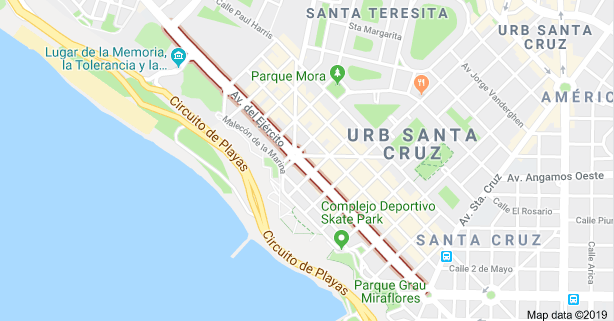 Calle Paul Harris
SANTA TERESITA
Sta Margarita
URB SANTA
CRUZ
Lugar de la Memoria,
la Tolerancia y la...
Parque Mora
Av Jorge Vanderghen
AMÉRIC
Circuito de Playas
Av. del Ejército
Malecón de la Marina
URB SANTA
CRUZ
Av. Angamos Oeste
Av. Sta. Cruz
Complejo Deportivo
Skate Park
Calle El Rosario
Calle Piu
SANTA CRUZ
Circuito de Playas
Calle 2 de Mayo
Calle Arica
Parque Grau
Miraflores
Map data ©2019